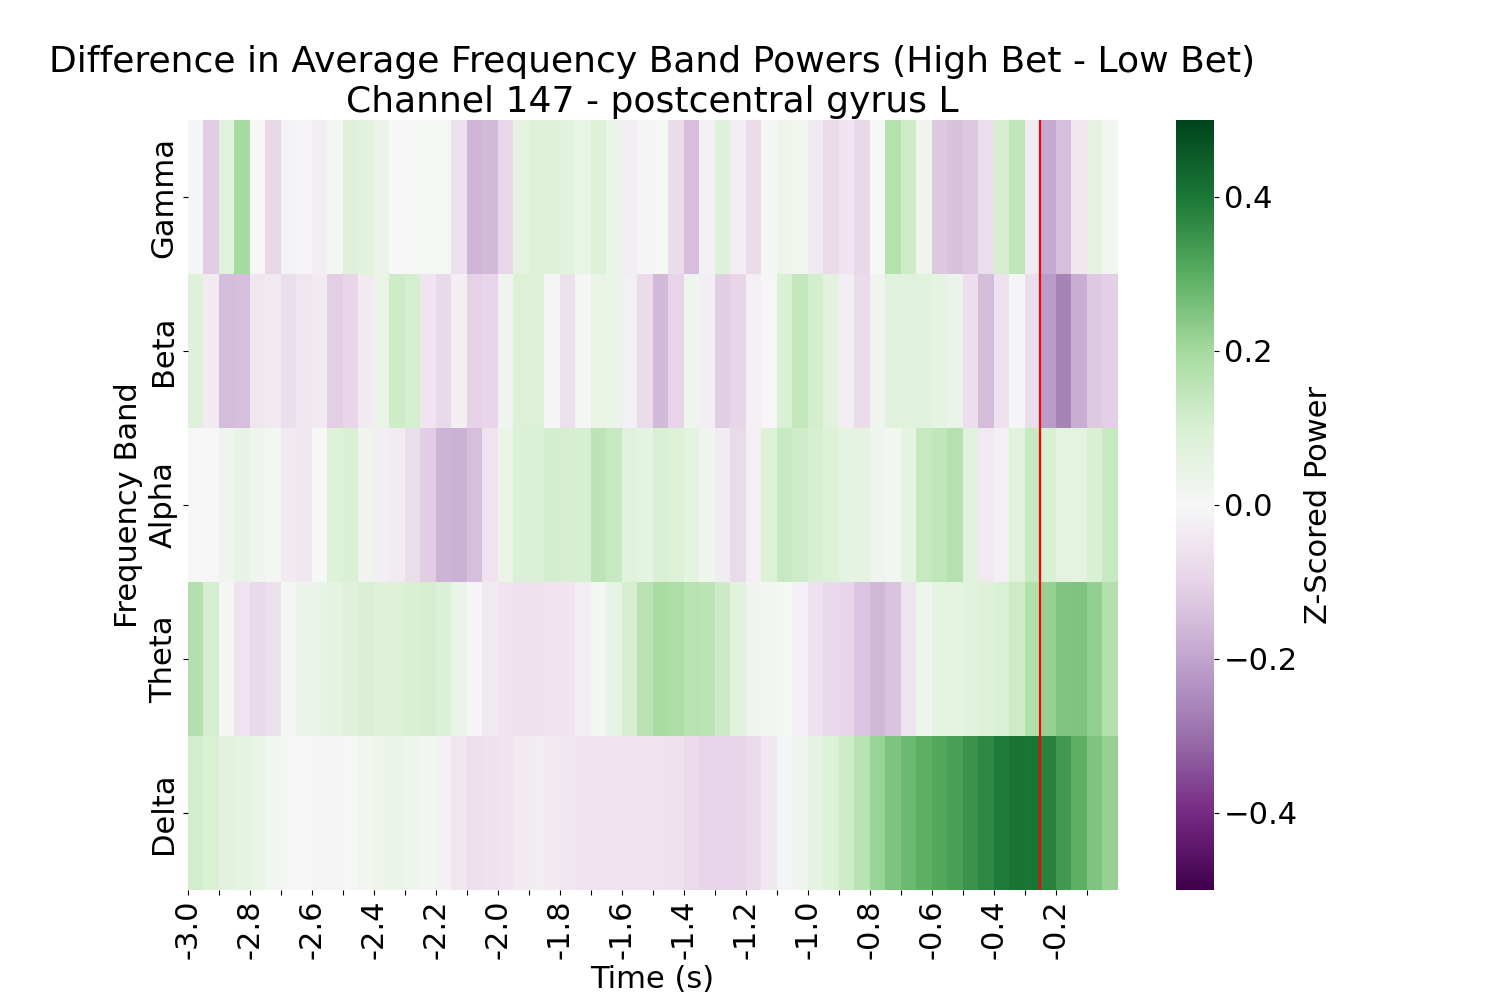 Difference in Average Frequency Band Powers (High Bet - Low Bet)
Channel 147 - postcentral gyrus L
Frequency Band
Gamma
Beta
Alpha
Theta
Delta
-3.0
-2.8
-2.6
-2.4
-2.2
-2.0
-1.8
-1.6
-1.4
-1.2
-1.0
-0.8
-0.6
-0.4
-0.2
Time (s)
0.4
0.2
0.0
−0.2
−0.4
Z-Scored Power